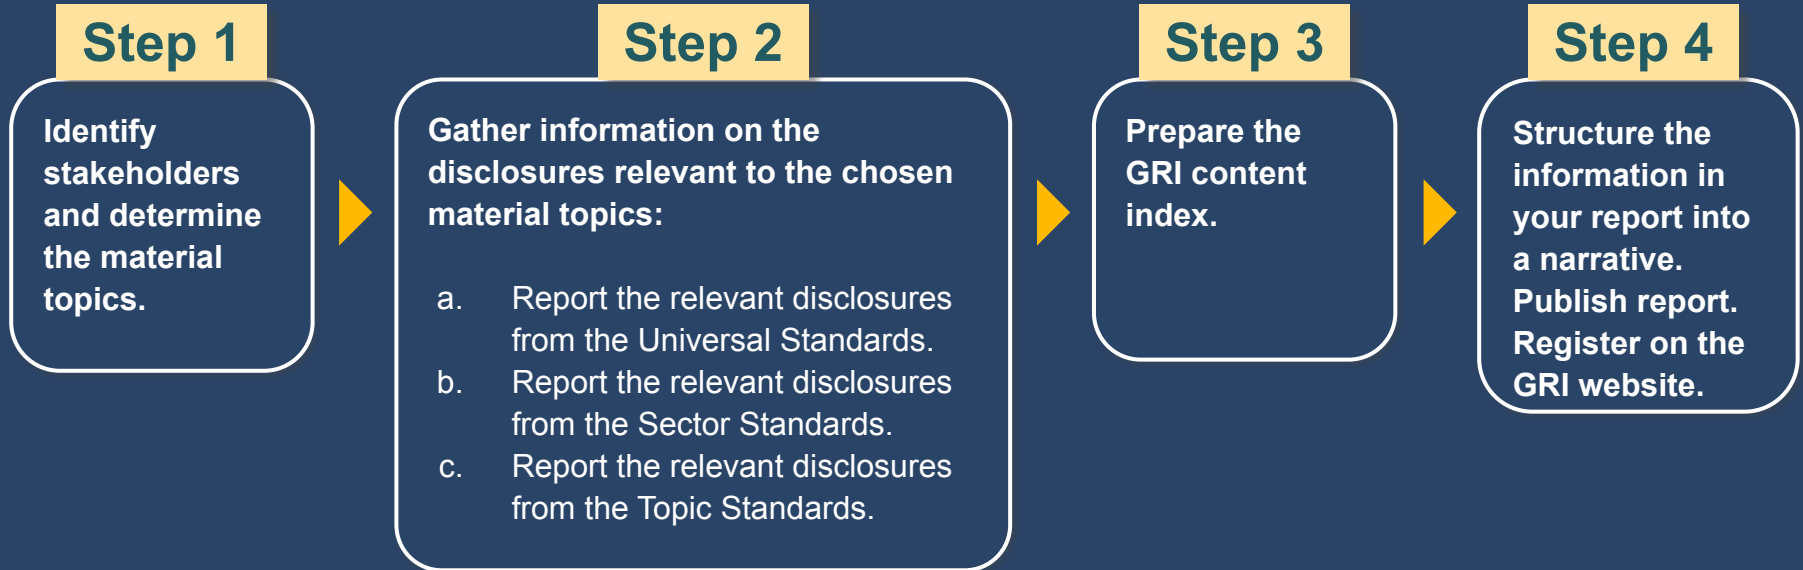 Step 1
Identify
stakeholders
and determine
the material
topics.
Step 2
Gather information on the
disclosures relevant to the chosen
material topics:
a. Report the relevant disclosures
from the Universal Standards.
b. Report the relevant disclosures
from the Sector Standards.
c. Report the relevant disclosures
from the Topic Standards.
Step 3
Prepare the
GRI content
index.
Step 4
Structure the
information in
your report into
a narrative.
Publish report.
Register on the
GRI website.